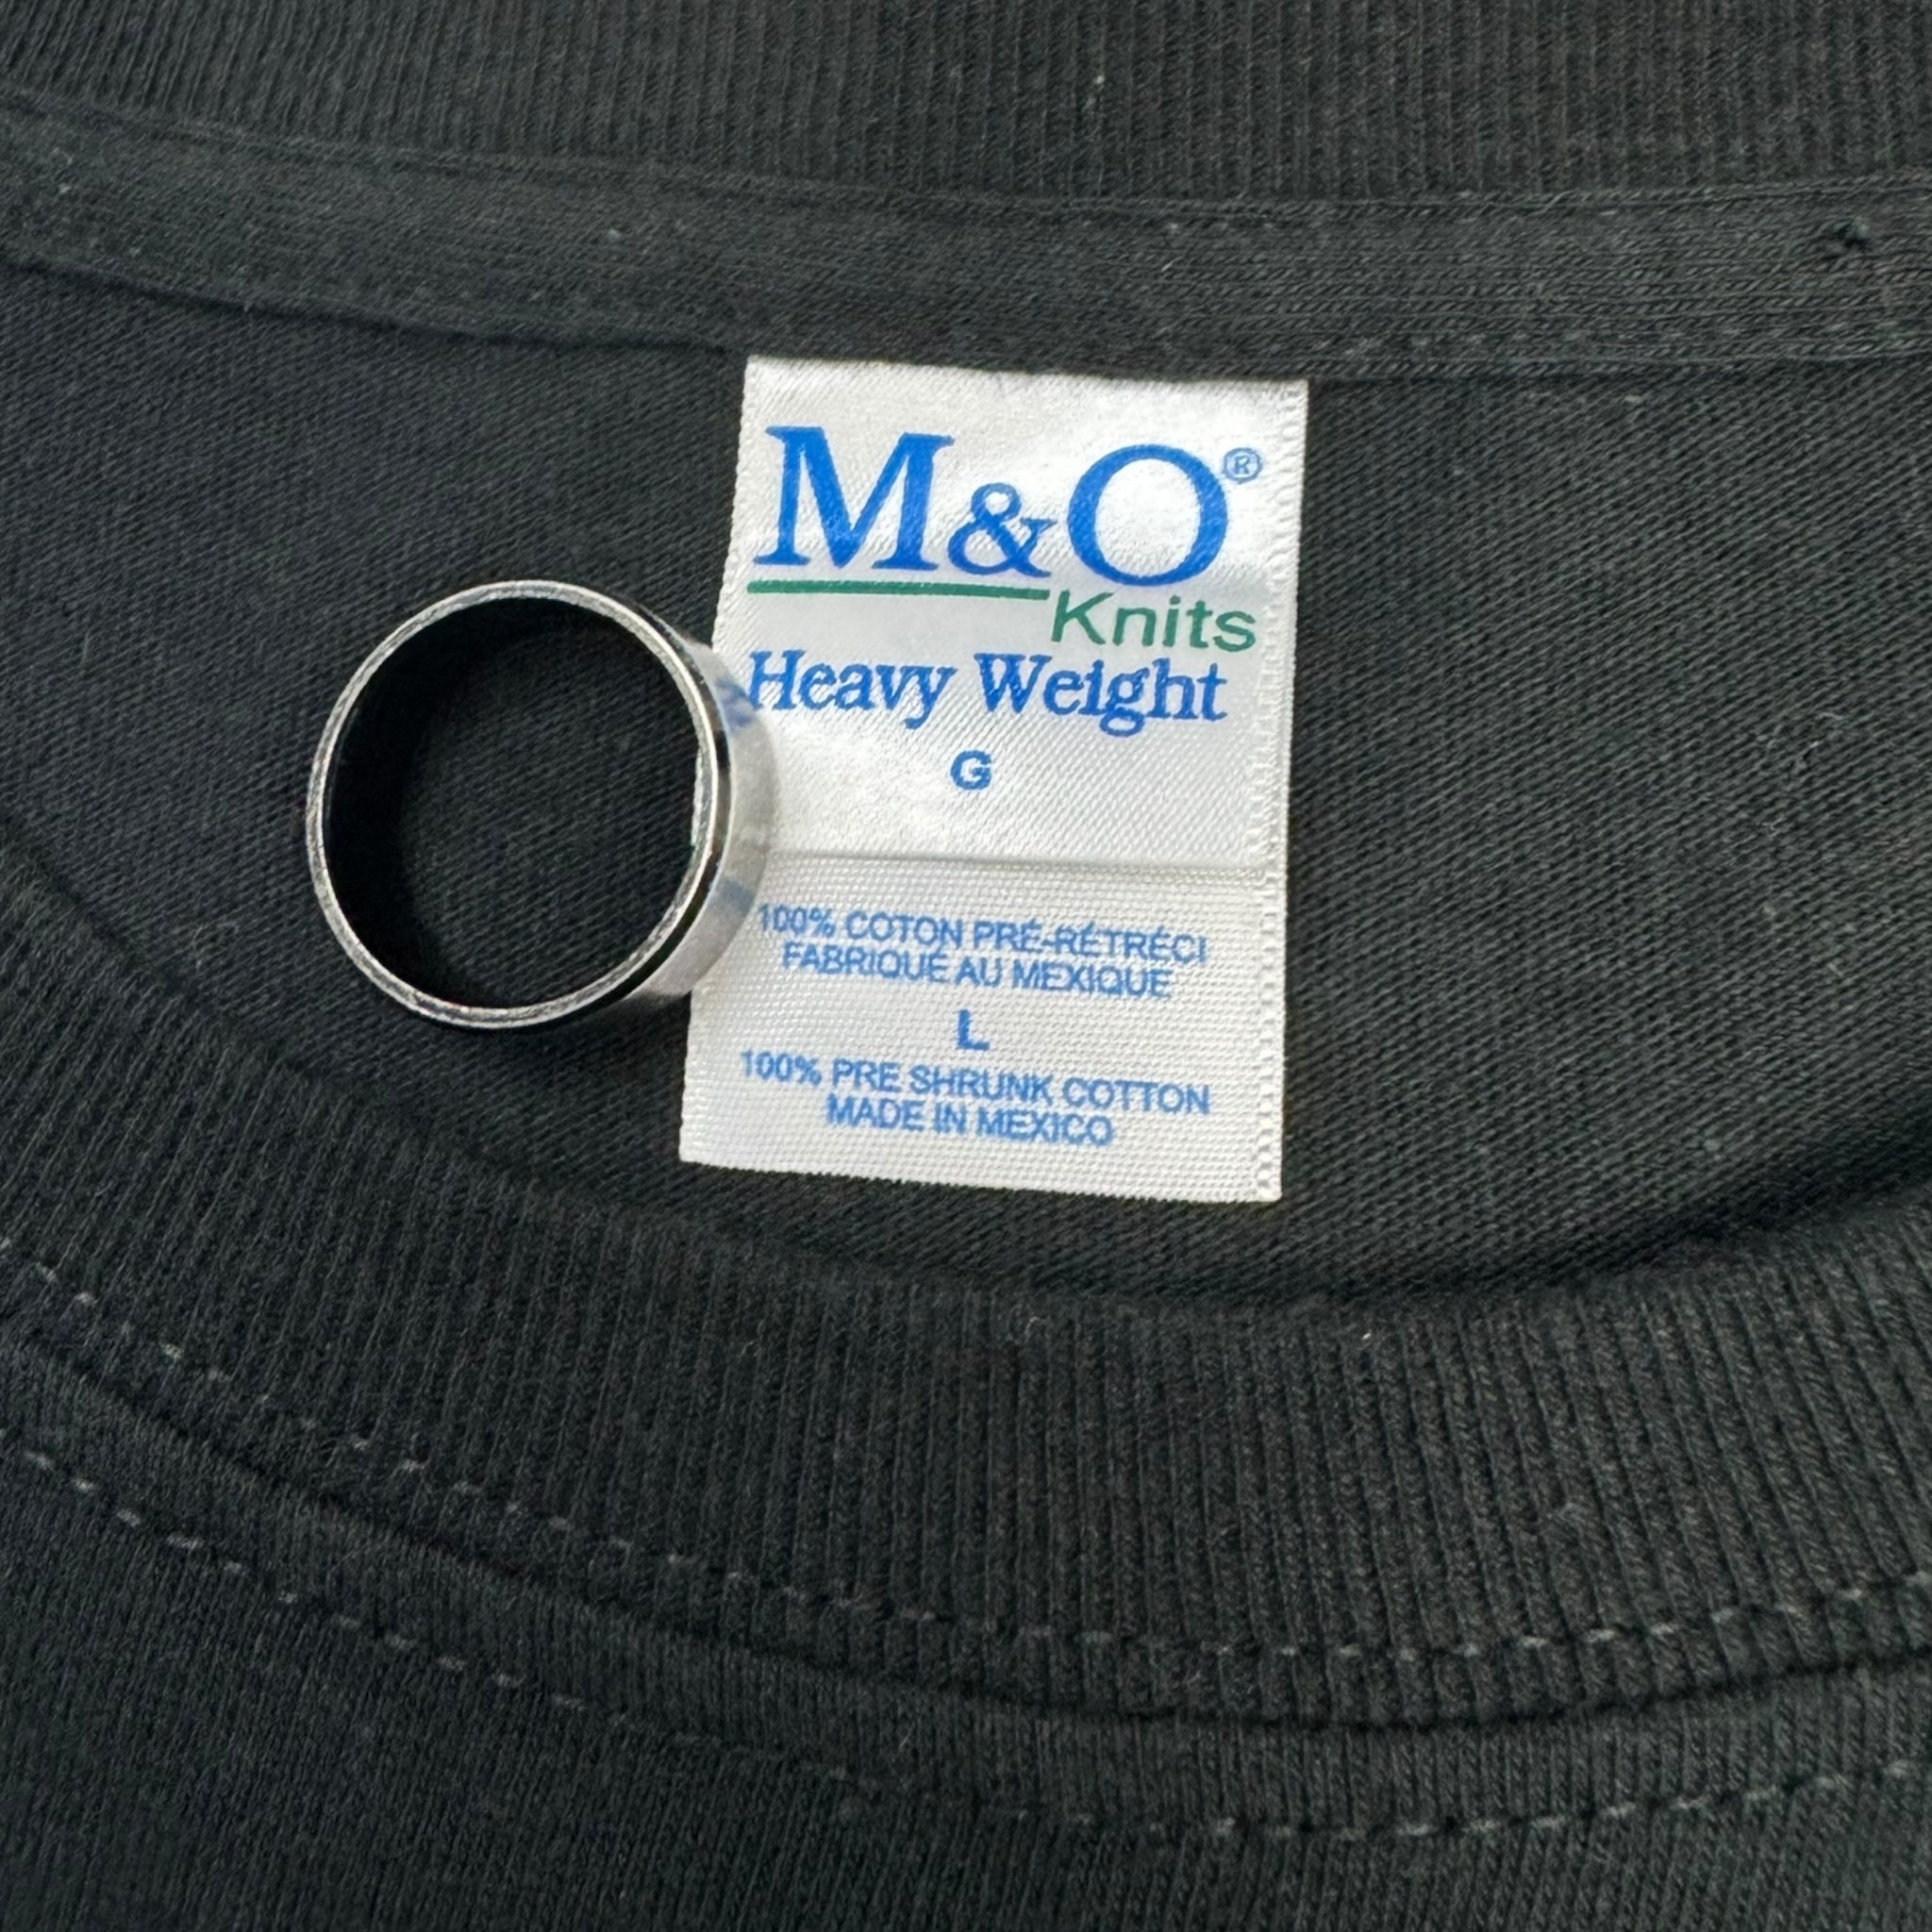 M&O®
Knits
Heavy Weight
G
100% COTON PRÉ-RÉTRÉCI
FABRIQUÉ AU MEXIQUE
L
100% PRE SHRUNK COTTON
MADE IN MEXICO